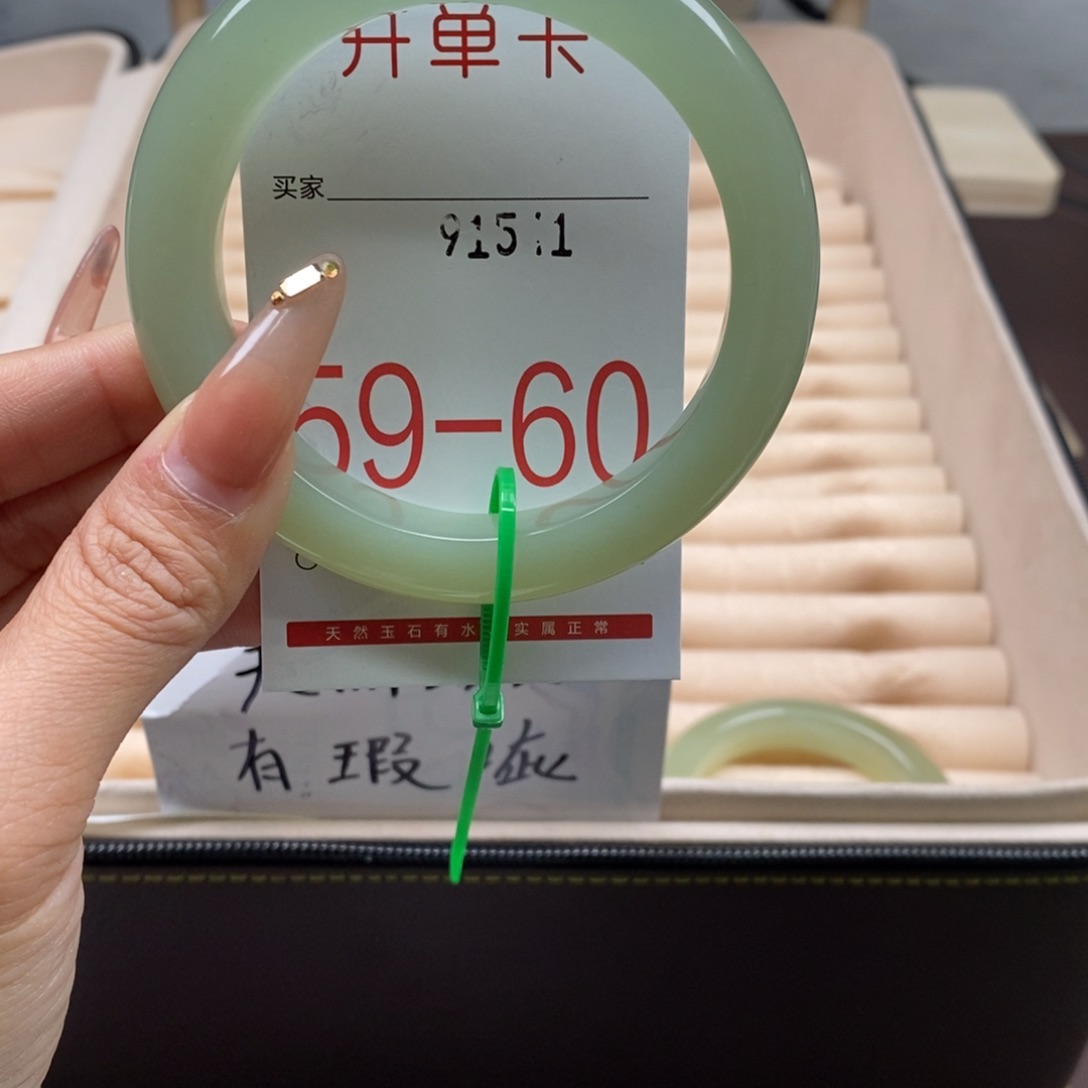 开单卡
买家
915:1
59-60
天然玉石有水 实属正常
有瑕疵